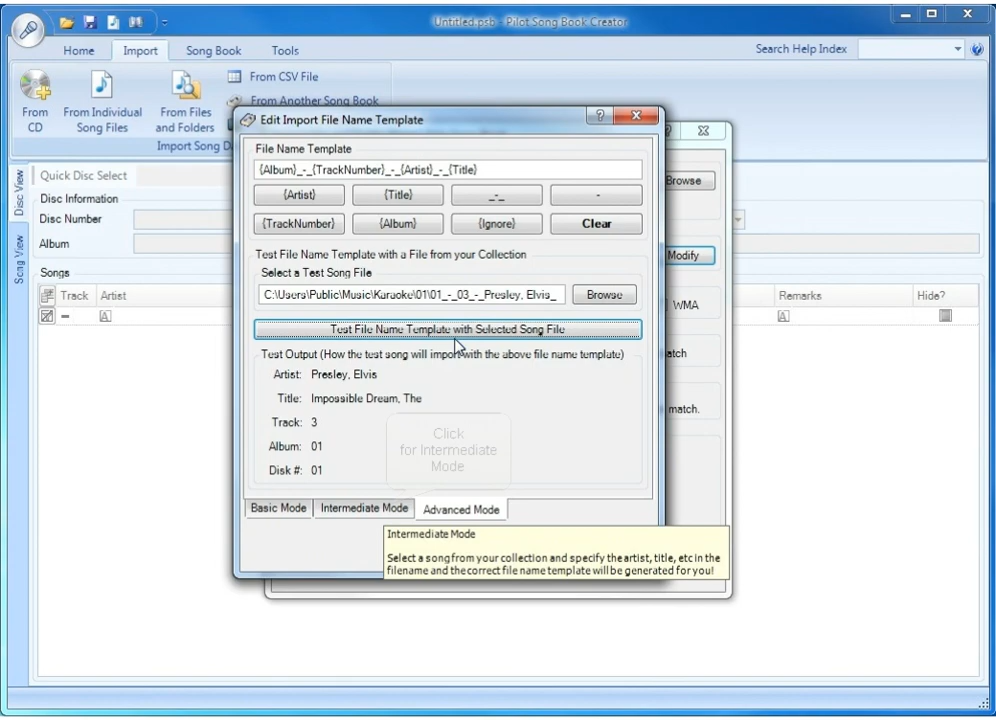 Untitled.psb - Pilot Song Book Creator
Home Import Song Book Tools
Search Help Index
From CD
From Individual Song Files
From Files and Folders
From CSV File
From Another Song Book
Import Song D
Disc View
Song View
Quick Disc Select
Disc Information
Disc Number
Album
Songs
Track Artist Remarks Hide?
A A
Edit Import File Name Template
File Name Template
{Album}_-_{TrackNumber}_-_{Artist}_-_{Title}
{Artist} {Title} _-_ -
{TrackNumber} {Album} {Ignore} Clear
Test File Name Template with a File from your Collection
Select a Test Song File
C:\Users\Public\Music\Karaoke\01\01_-_03_-_Presley, Elvis_ Browse
Test File Name Template with Selected Song File
Test Output (How the test song will import with the above file name template)
Artist: Presley, Elvis
Title: Impossible Dream, The
Track: 3
Album: 01
Disk #: 01
Click
for Intermediate
Mode
Basic Mode Intermediate Mode Advanced Mode
Intermediate Mode
Select a song from your collection and specify the artist, title, etc in the
filename and the correct file name template will be generated for you!
Browse
Modify
WMA
atch
match.